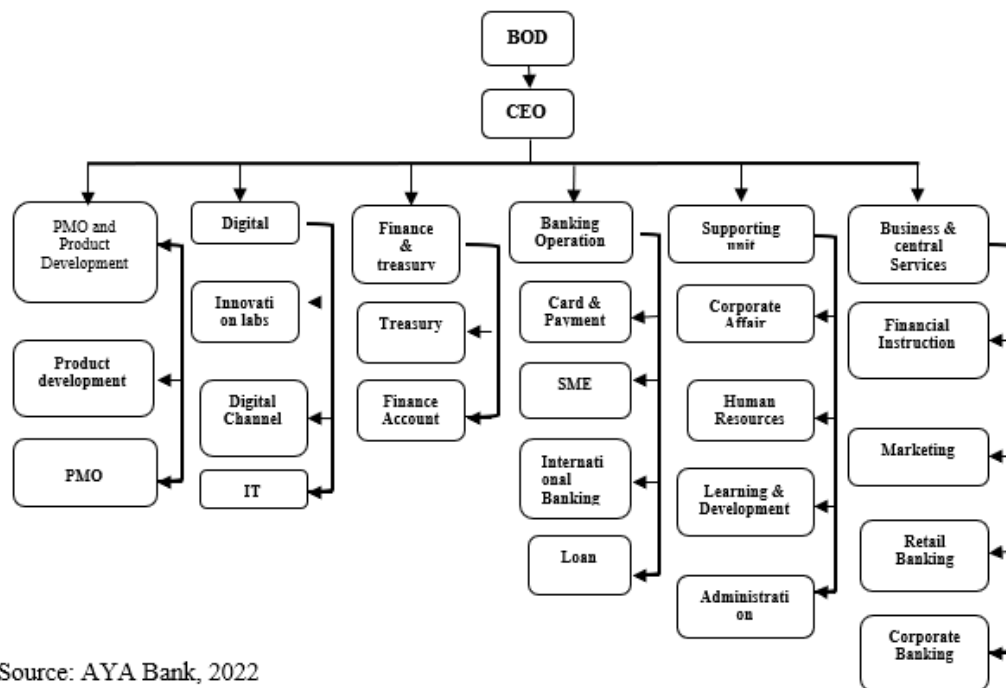 BOD
CEO
PMO and
Product
Development
Product
development
PMO
Digital
Innovati
on labs
Digital
Channel
IT
Finance
&
treasury
Treasury
Finance
Account
Banking
Operation
Card &
Payment
SME
Internati
onal
Banking
Loan
Supporting
unit
Corporate
Affair
Human
Resources
Learning &
Development
Administrati
on
Business &
central
Services
Financial
Instruction
Marketing
Retail
Banking
Corporate
Banking
Source: AYA Bank, 2022